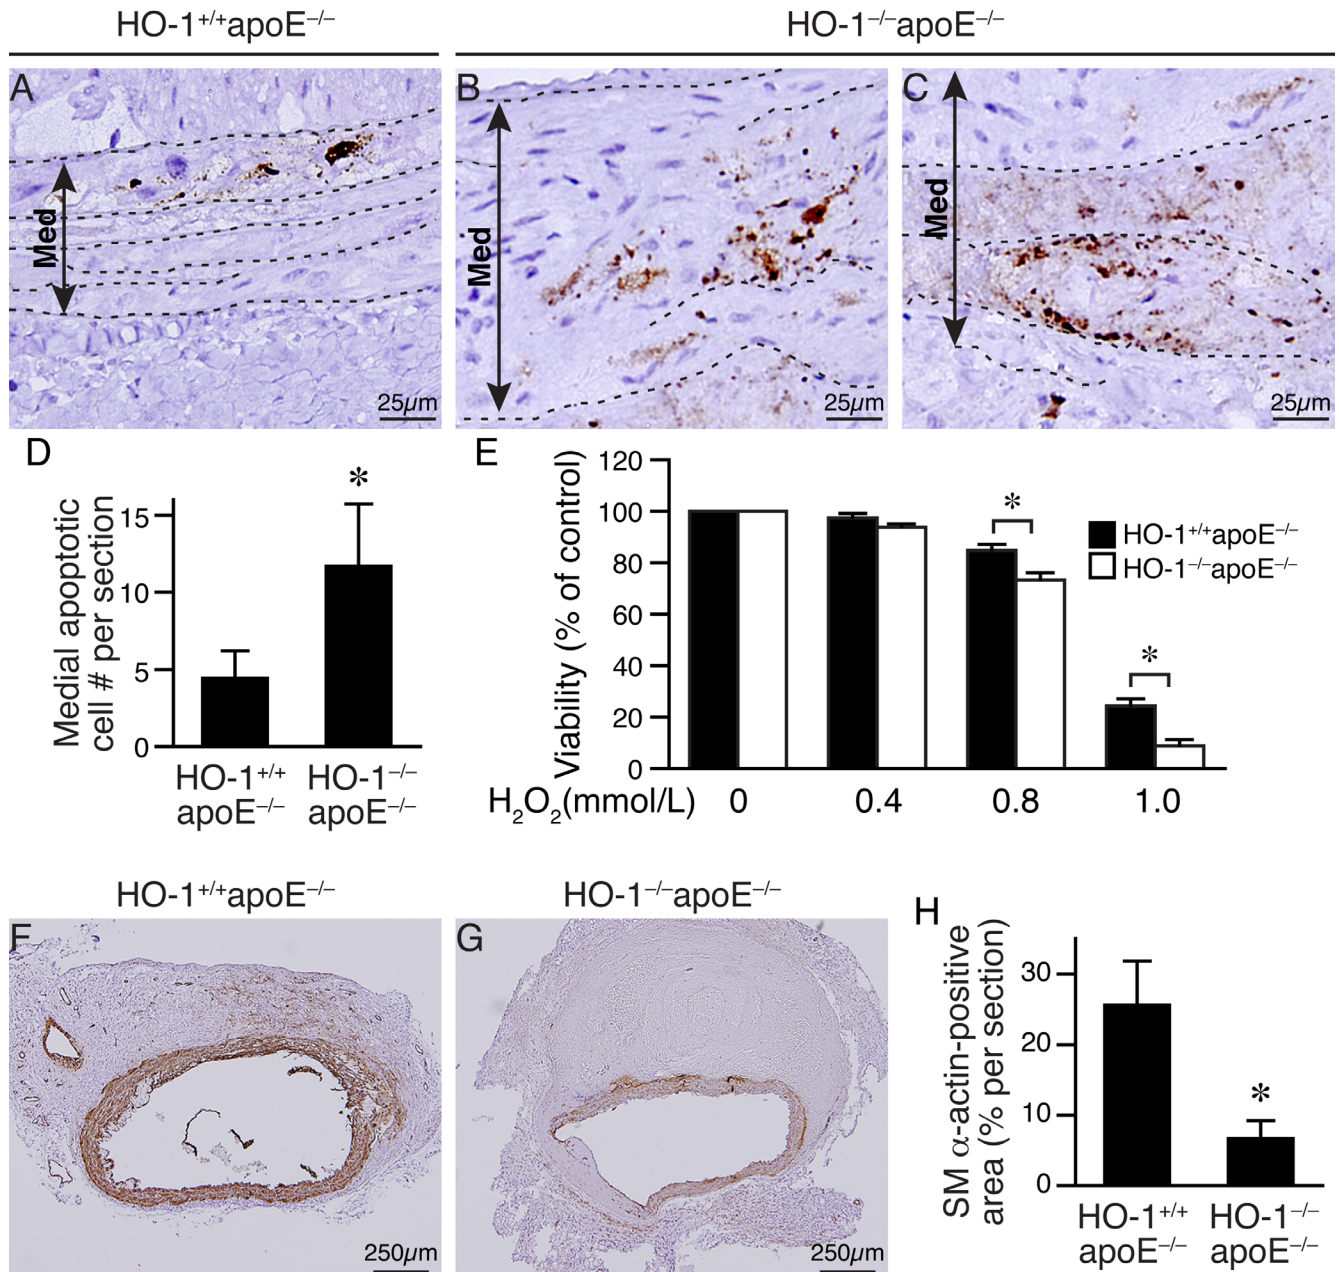 HO-1⁺/⁺apoE⁻/⁻
HO-1⁻/⁻apoE⁻/⁻
A
B
C
Med
Med
Med
25µm
25µm
25µm
D
Medial apoptotic
cell # per section
15
10
5
0
*
HO-1⁺/⁺
apoE⁻/⁻
HO-1⁻/⁻
apoE⁻/⁻
E
Viability (% of control)
120
100
80
60
40
20
0
*
*
HO-1⁺/⁺apoE⁻/⁻
HO-1⁻/⁻apoE⁻/⁻
H₂O₂(mmol/L) 0 0.4 0.8 1.0
HO-1⁺/⁺apoE⁻/⁻
HO-1⁻/⁻apoE⁻/⁻
F
G
250µm
250µm
H
SM α-actin-positive
area (% per section)
30
20
10
0
*
HO-1⁺/⁺
apoE⁻/⁻
HO-1⁻/⁻
apoE⁻/⁻